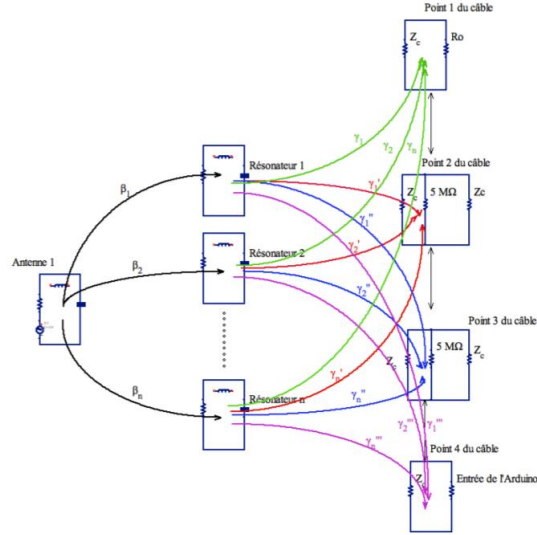 Point 1 du câble
Zc
Ro
γ1
γ2
γn
Résonateur 1
Point 2 du câble
β1
γ1'
Zc
5 MΩ
Zc
γ1"
γ2'
Antenne 1
β2
Résonateur 2
γ2"
Point 3 du câble
5 MΩ
Zc
Zc
γn'
βn
Résonateur n
γn"
γ2'"
γ1'"
γn'"
Point 4 du câble
Zc
Entrée de l'Arduino